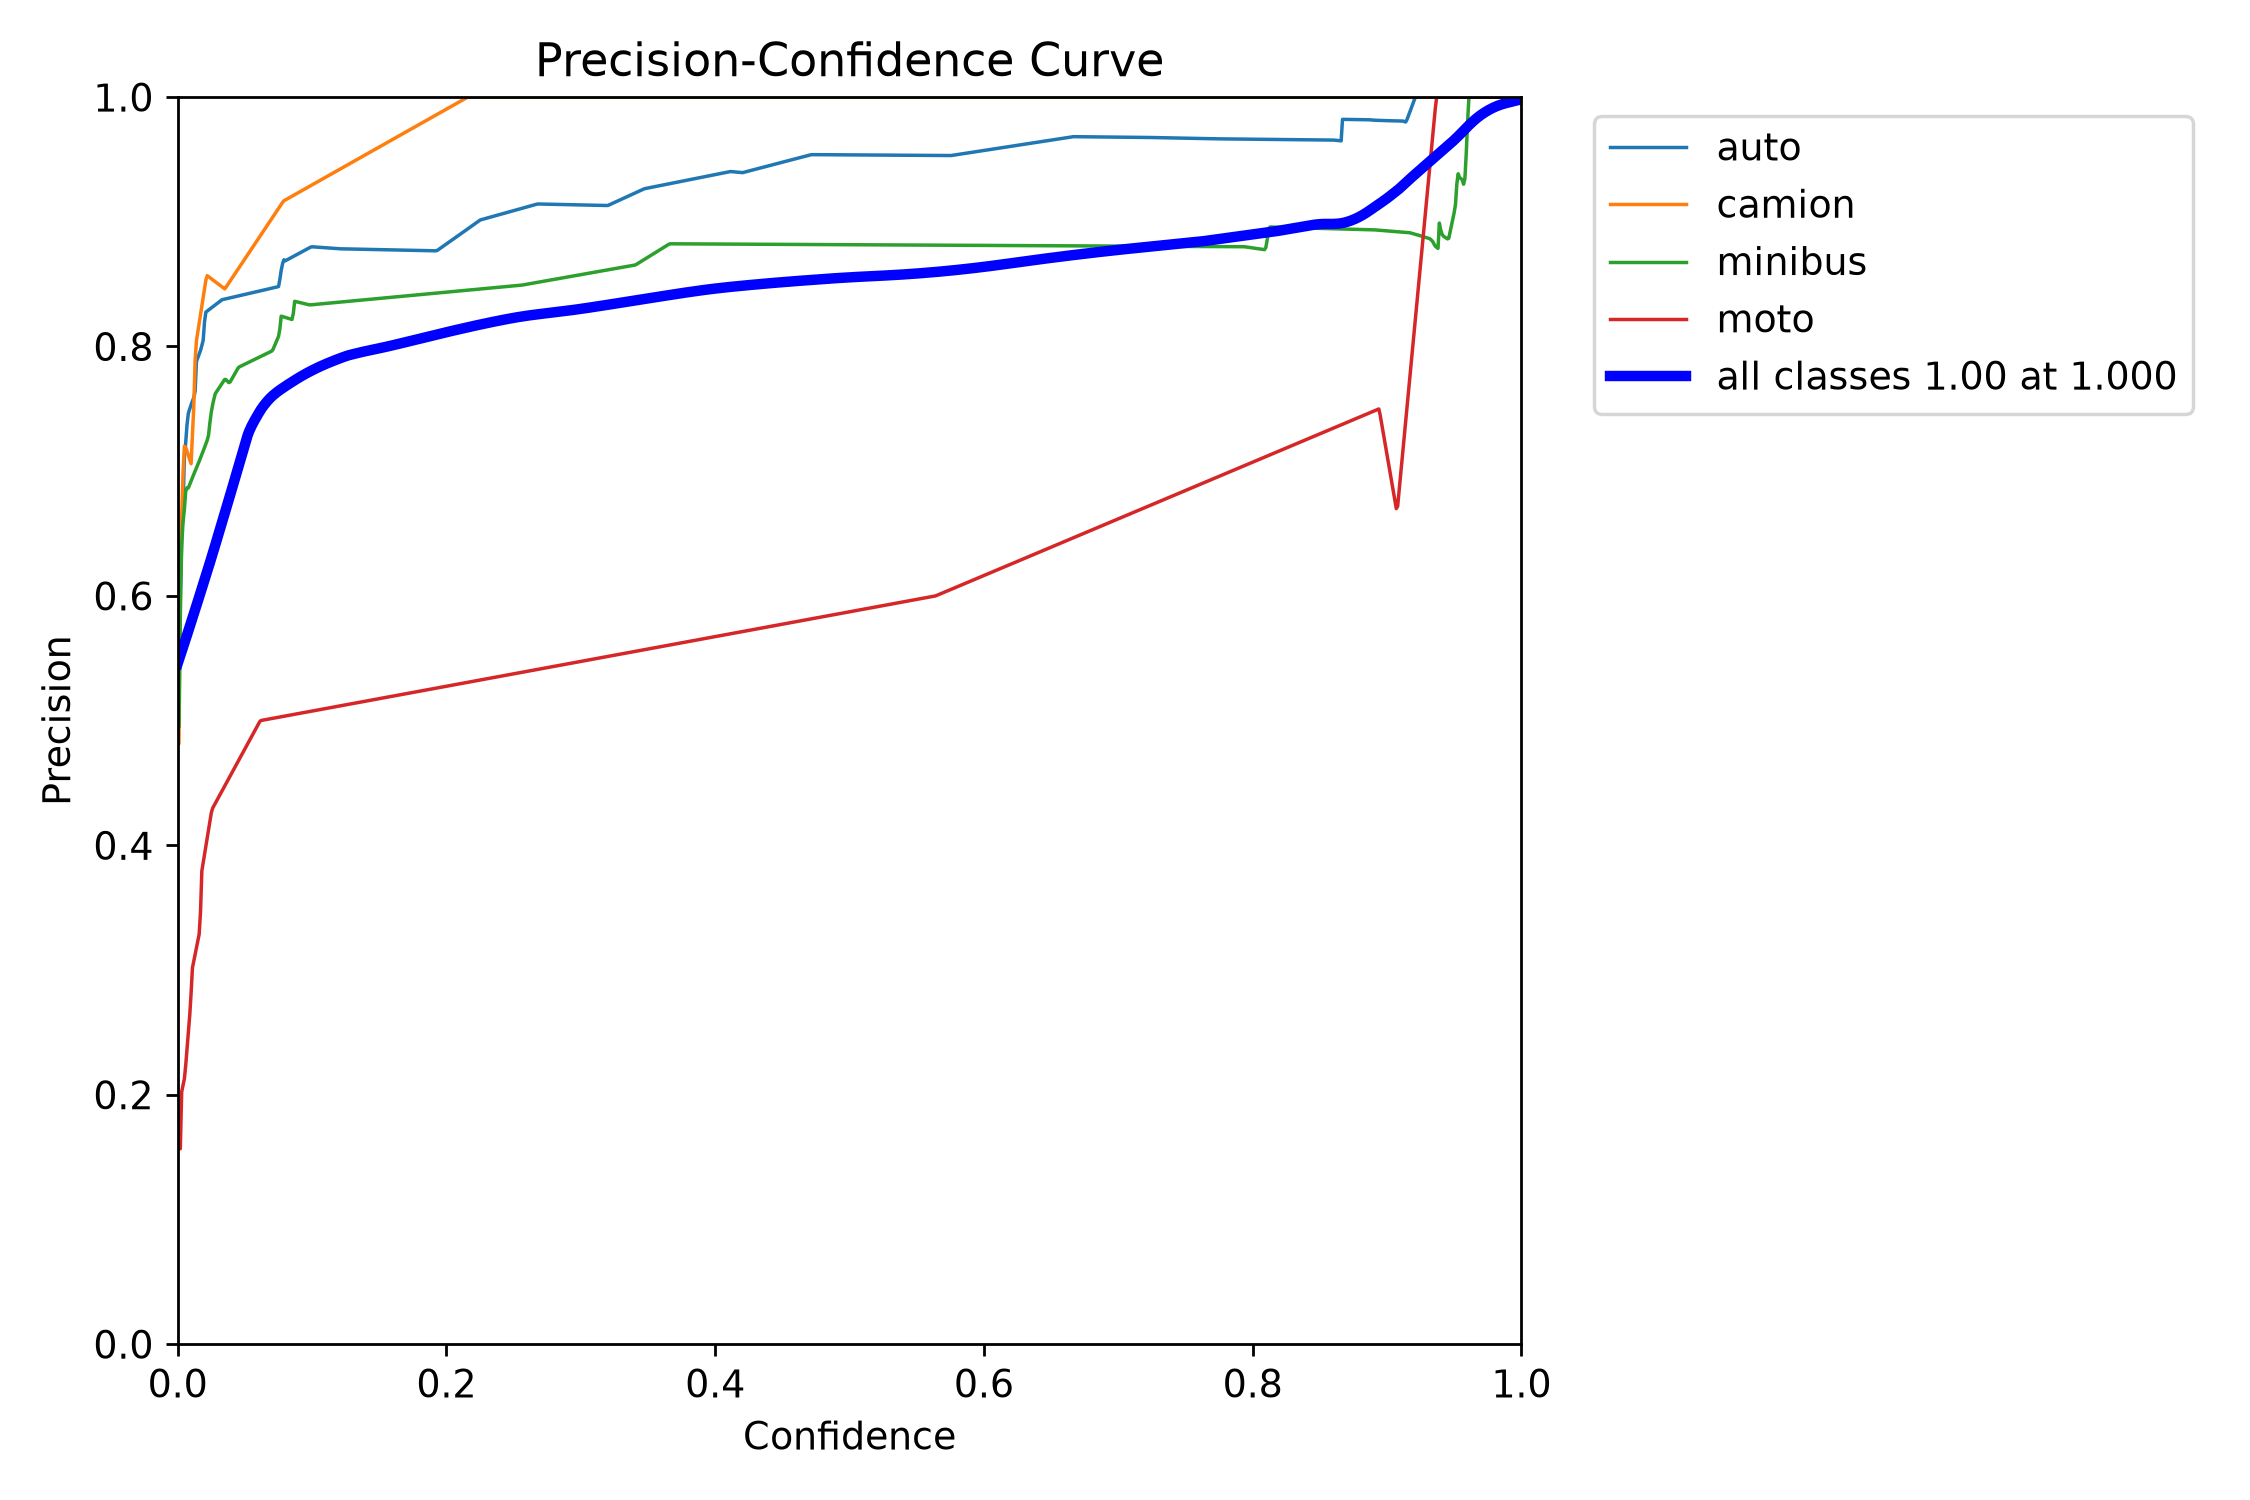 Precision-Confidence Curve
1.0
0.8
0.6
0.4
0.2
0.0
Precision
0.0 0.2 0.4 0.6 0.8 1.0
Confidence
auto
camion
minibus
moto
all classes 1.00 at 1.000